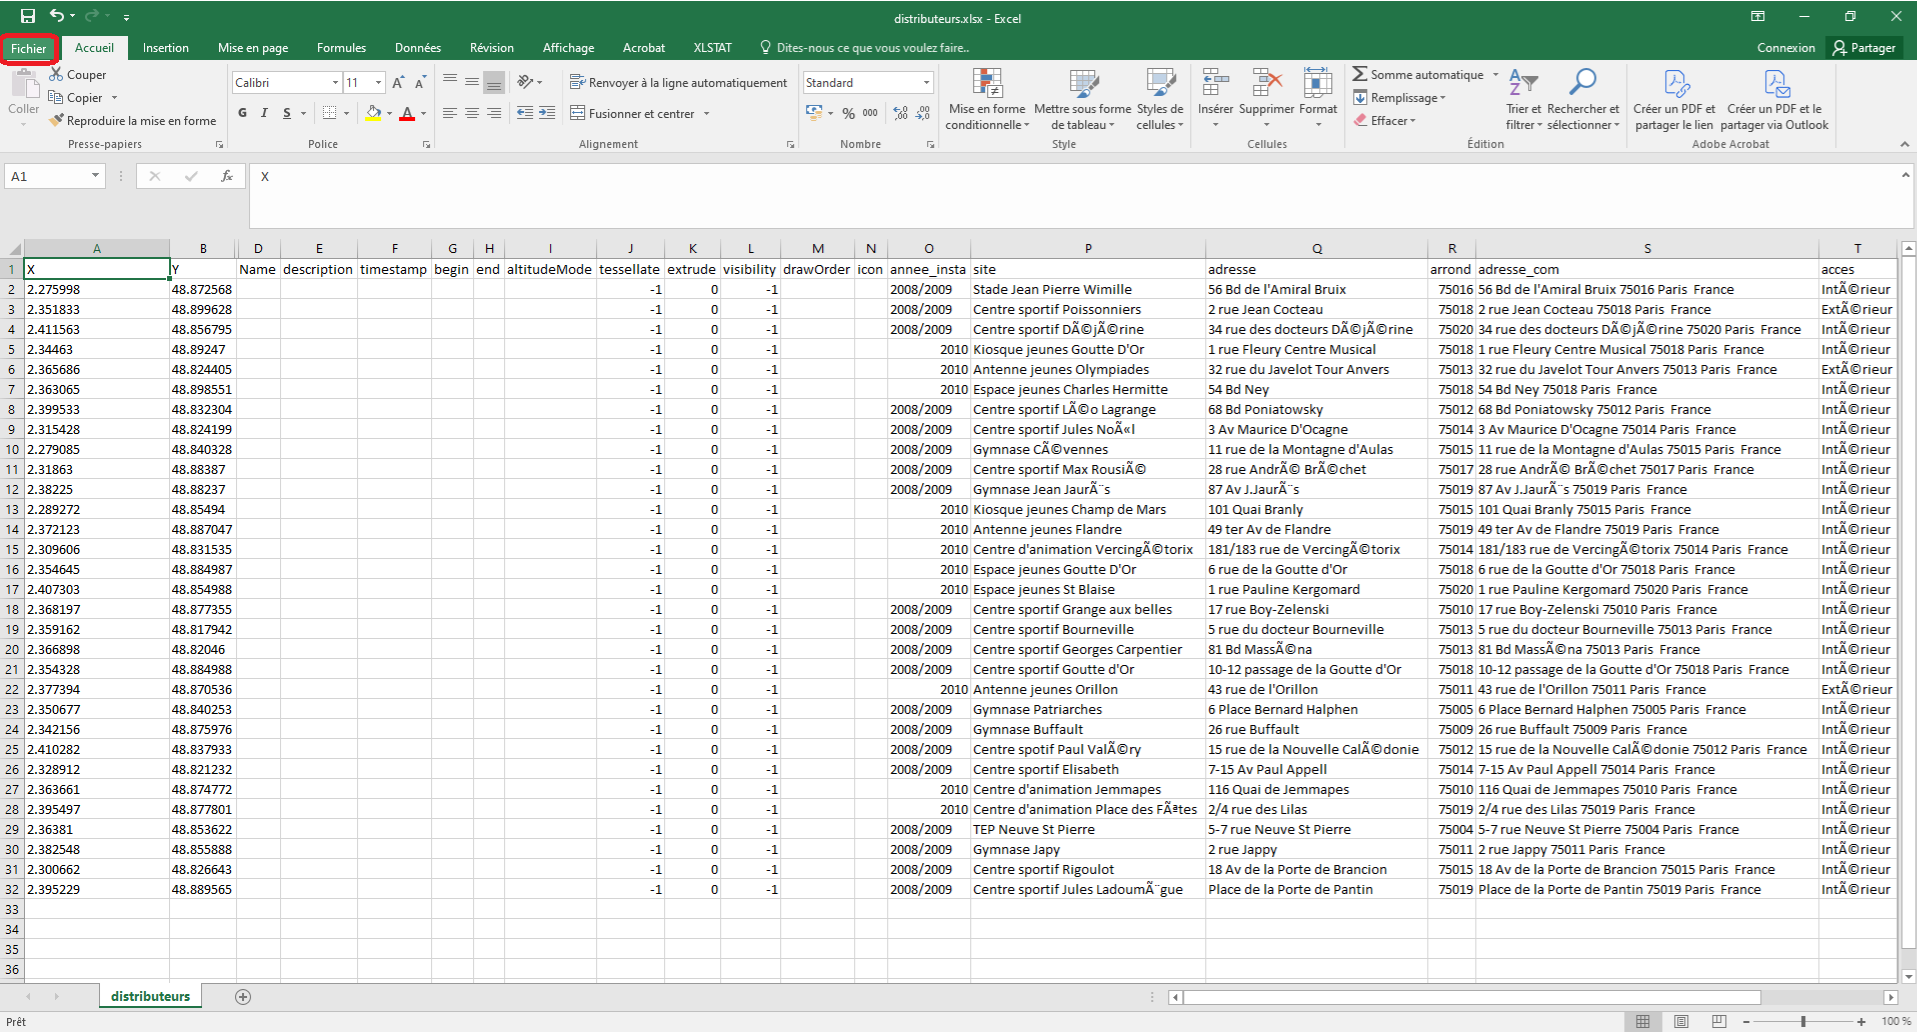 distributeurs.xlsx - Excel
Fichier Accueil Insertion Mise en page Formules Données Révision Affichage Acrobat XLSTAT Dites-nous ce que vous voulez faire.. Connexion Partager
Coller
Couper
Copier
Reproduire la mise en forme
Presse-papiers
Calibri 11
G I S
Police
Renvoyer à la ligne automatiquement
Fusionner et centrer
Alignement
Standard
% 000
Nombre
Mise en forme conditionnelle
Mettre sous forme de tableau
Styles de cellules
Style
Insérer Supprimer Format
Cellules
Somme automatique
Remplissage
Effacer
Trier et filtrer
Rechercher et sélectionner
Édition
Créer un PDF et partager le lien
Créer un PDF et le partager via Outlook
Adobe Acrobat
A1 fx X
A B D E F G H I J K L M N O P Q R S T
1 X Y Name description timestamp begin end altitudeMode tessellate extrude visibility drawOrder icon annee_insta site adresse arrond adresse_com acces
2 2.275998 48.872568 -1 0 -1 2008/2009 Stade Jean Pierre Wimille 56 Bd de l'Amiral Bruix 75016 56 Bd de l'Amiral Bruix 75016 Paris France IntÃ©rieur
3 2.351833 48.899628 -1 0 -1 2008/2009 Centre sportif Poissonniers 2 rue Jean Cocteau 75018 2 rue Jean Cocteau 75018 Paris France ExtÃ©rieur
4 2.411563 48.856795 -1 0 -1 2008/2009 Centre sportif DÃ©jÃ©rine 34 rue des docteurs DÃ©jÃ©rine 75020 34 rue des docteurs DÃ©jÃ©rine 75020 Paris France IntÃ©rieur
5 2.34463 48.89247 -1 0 -1 2010 Kiosque jeunes Goutte D'Or 1 rue Fleury Centre Musical 75018 1 rue Fleury Centre Musical 75018 Paris France IntÃ©rieur
6 2.365686 48.824405 -1 0 -1 2010 Antenne jeunes Olympiades 32 rue du Javelot Tour Anvers 75013 32 rue du Javelot Tour Anvers 75013 Paris France ExtÃ©rieur
7 2.363065 48.898551 -1 0 -1 2010 Espace jeunes Charles Hermitte 54 Bd Ney 75018 54 Bd Ney 75018 Paris France IntÃ©rieur
8 2.399533 48.832304 -1 0 -1 2008/2009 Centre sportif LÃ©o Lagrange 68 Bd Poniatowsky 75012 68 Bd Poniatowsky 75012 Paris France IntÃ©rieur
9 2.315428 48.824199 -1 0 -1 2008/2009 Centre sportif Jules NoÃ«l 3 Av Maurice D'Ocagne 75014 3 Av Maurice D'Ocagne 75014 Paris France IntÃ©rieur
10 2.279085 48.840328 -1 0 -1 2008/2009 Gymnase CÃ©vennes 11 rue de la Montagne d'Aulas 75015 11 rue de la Montagne d'Aulas 75015 Paris France IntÃ©rieur
11 2.31863 48.88387 -1 0 -1 2008/2009 Centre sportif Max RousiÃ© 28 rue AndrÃ© BrÃ©chet 75017 28 rue AndrÃ© BrÃ©chet 75017 Paris France IntÃ©rieur
12 2.38225 48.88237 -1 0 -1 2008/2009 Gymnase Jean JaurÃ¨s 87 Av J.JaurÃ¨s 75019 87 Av J.JaurÃ¨s 75019 Paris France IntÃ©rieur
13 2.289272 48.85494 -1 0 -1 2010 Kiosque jeunes Champ de Mars 101 Quai Branly 75015 101 Quai Branly 75015 Paris France IntÃ©rieur
14 2.372123 48.887047 -1 0 -1 2010 Antenne jeunes Flandre 49 ter Av de Flandre 75019 49 ter Av de Flandre 75019 Paris France IntÃ©rieur
15 2.309606 48.831535 -1 0 -1 2010 Centre d'animation VercingÃ©torix 181/183 rue de VercingÃ©torix 75014 181/183 rue de VercingÃ©torix 75014 Paris France IntÃ©rieur
16 2.354645 48.884987 -1 0 -1 2010 Espace jeunes Goutte D'Or 6 rue de la Goutte d'Or 75018 6 rue de la Goutte d'Or 75018 Paris France IntÃ©rieur
17 2.407303 48.854988 -1 0 -1 2010 Espace jeunes St Blaise 1 rue Pauline Kergomard 75020 1 rue Pauline Kergomard 75020 Paris France IntÃ©rieur
18 2.368197 48.877355 -1 0 -1 2008/2009 Centre sportif Grange aux belles 17 rue Boy-Zelenski 75010 17 rue Boy-Zelenski 75010 Paris France IntÃ©rieur
19 2.359162 48.817942 -1 0 -1 2008/2009 Centre sportif Bourneville 5 rue du docteur Bourneville 75013 5 rue du docteur Bourneville 75013 Paris France IntÃ©rieur
20 2.366898 48.82046 -1 0 -1 2008/2009 Centre sportif Georges Carpentier 81 Bd MassÃ©na 75013 81 Bd MassÃ©na 75013 Paris France IntÃ©rieur
21 2.354328 48.884988 -1 0 -1 2008/2009 Centre sportif Goutte d'Or 10-12 passage de la Goutte d'Or 75018 10-12 passage de la Goutte d'Or 75018 Paris France IntÃ©rieur
22 2.377394 48.870536 -1 0 -1 2010 Antenne jeunes Orillon 43 rue de l'Orillon 75011 43 rue de l'Orillon 75011 Paris France ExtÃ©rieur
23 2.350677 48.840253 -1 0 -1 2008/2009 Gymnase Patriarches 6 Place Bernard Halphen 75005 6 Place Bernard Halphen 75005 Paris France IntÃ©rieur
24 2.342156 48.875976 -1 0 -1 2008/2009 Gymnase Buffault 26 rue Buffault 75009 26 rue Buffault 75009 Paris France IntÃ©rieur
25 2.410282 48.837933 -1 0 -1 2008/2009 Centre spotif Paul ValÃ©ry 15 rue de la Nouvelle CalÃ©donie 75012 15 rue de la Nouvelle CalÃ©donie 75012 Paris France IntÃ©rieur
26 2.328912 48.821232 -1 0 -1 2008/2009 Centre sportif Elisabeth 7-15 Av Paul Appell 75014 7-15 Av Paul Appell 75014 Paris France IntÃ©rieur
27 2.363661 48.874772 -1 0 -1 2010 Centre d'animation Jemmapes 116 Quai de Jemmapes 75010 116 Quai de Jemmapes 75010 Paris France IntÃ©rieur
28 2.395497 48.877801 -1 0 -1 2010 Centre d'animation Place des FÃªtes 2/4 rue des Lilas 75019 2/4 rue des Lilas 75019 Paris France IntÃ©rieur
29 2.36381 48.853622 -1 0 -1 2008/2009 TEP Neuve St Pierre 5-7 rue Neuve St Pierre 75004 5-7 rue Neuve St Pierre 75004 Paris France IntÃ©rieur
30 2.382548 48.855888 -1 0 -1 2008/2009 Gymnase Japy 2 rue Jappy 75011 2 rue Jappy 75011 Paris France IntÃ©rieur
31 2.300662 48.826643 -1 0 -1 2008/2009 Centre sportif Rigoulot 18 Av de la Porte de Brancion 75015 18 Av de la Porte de Brancion 75015 Paris France IntÃ©rieur
32 2.395229 48.889565 -1 0 -1 2008/2009 Centre sportif Jules LadoumÃ¨gue Place de la Porte de Pantin 75019 Place de la Porte de Pantin 75019 Paris France IntÃ©rieur
33
34
35
36
distributeurs
Prêt 100 %